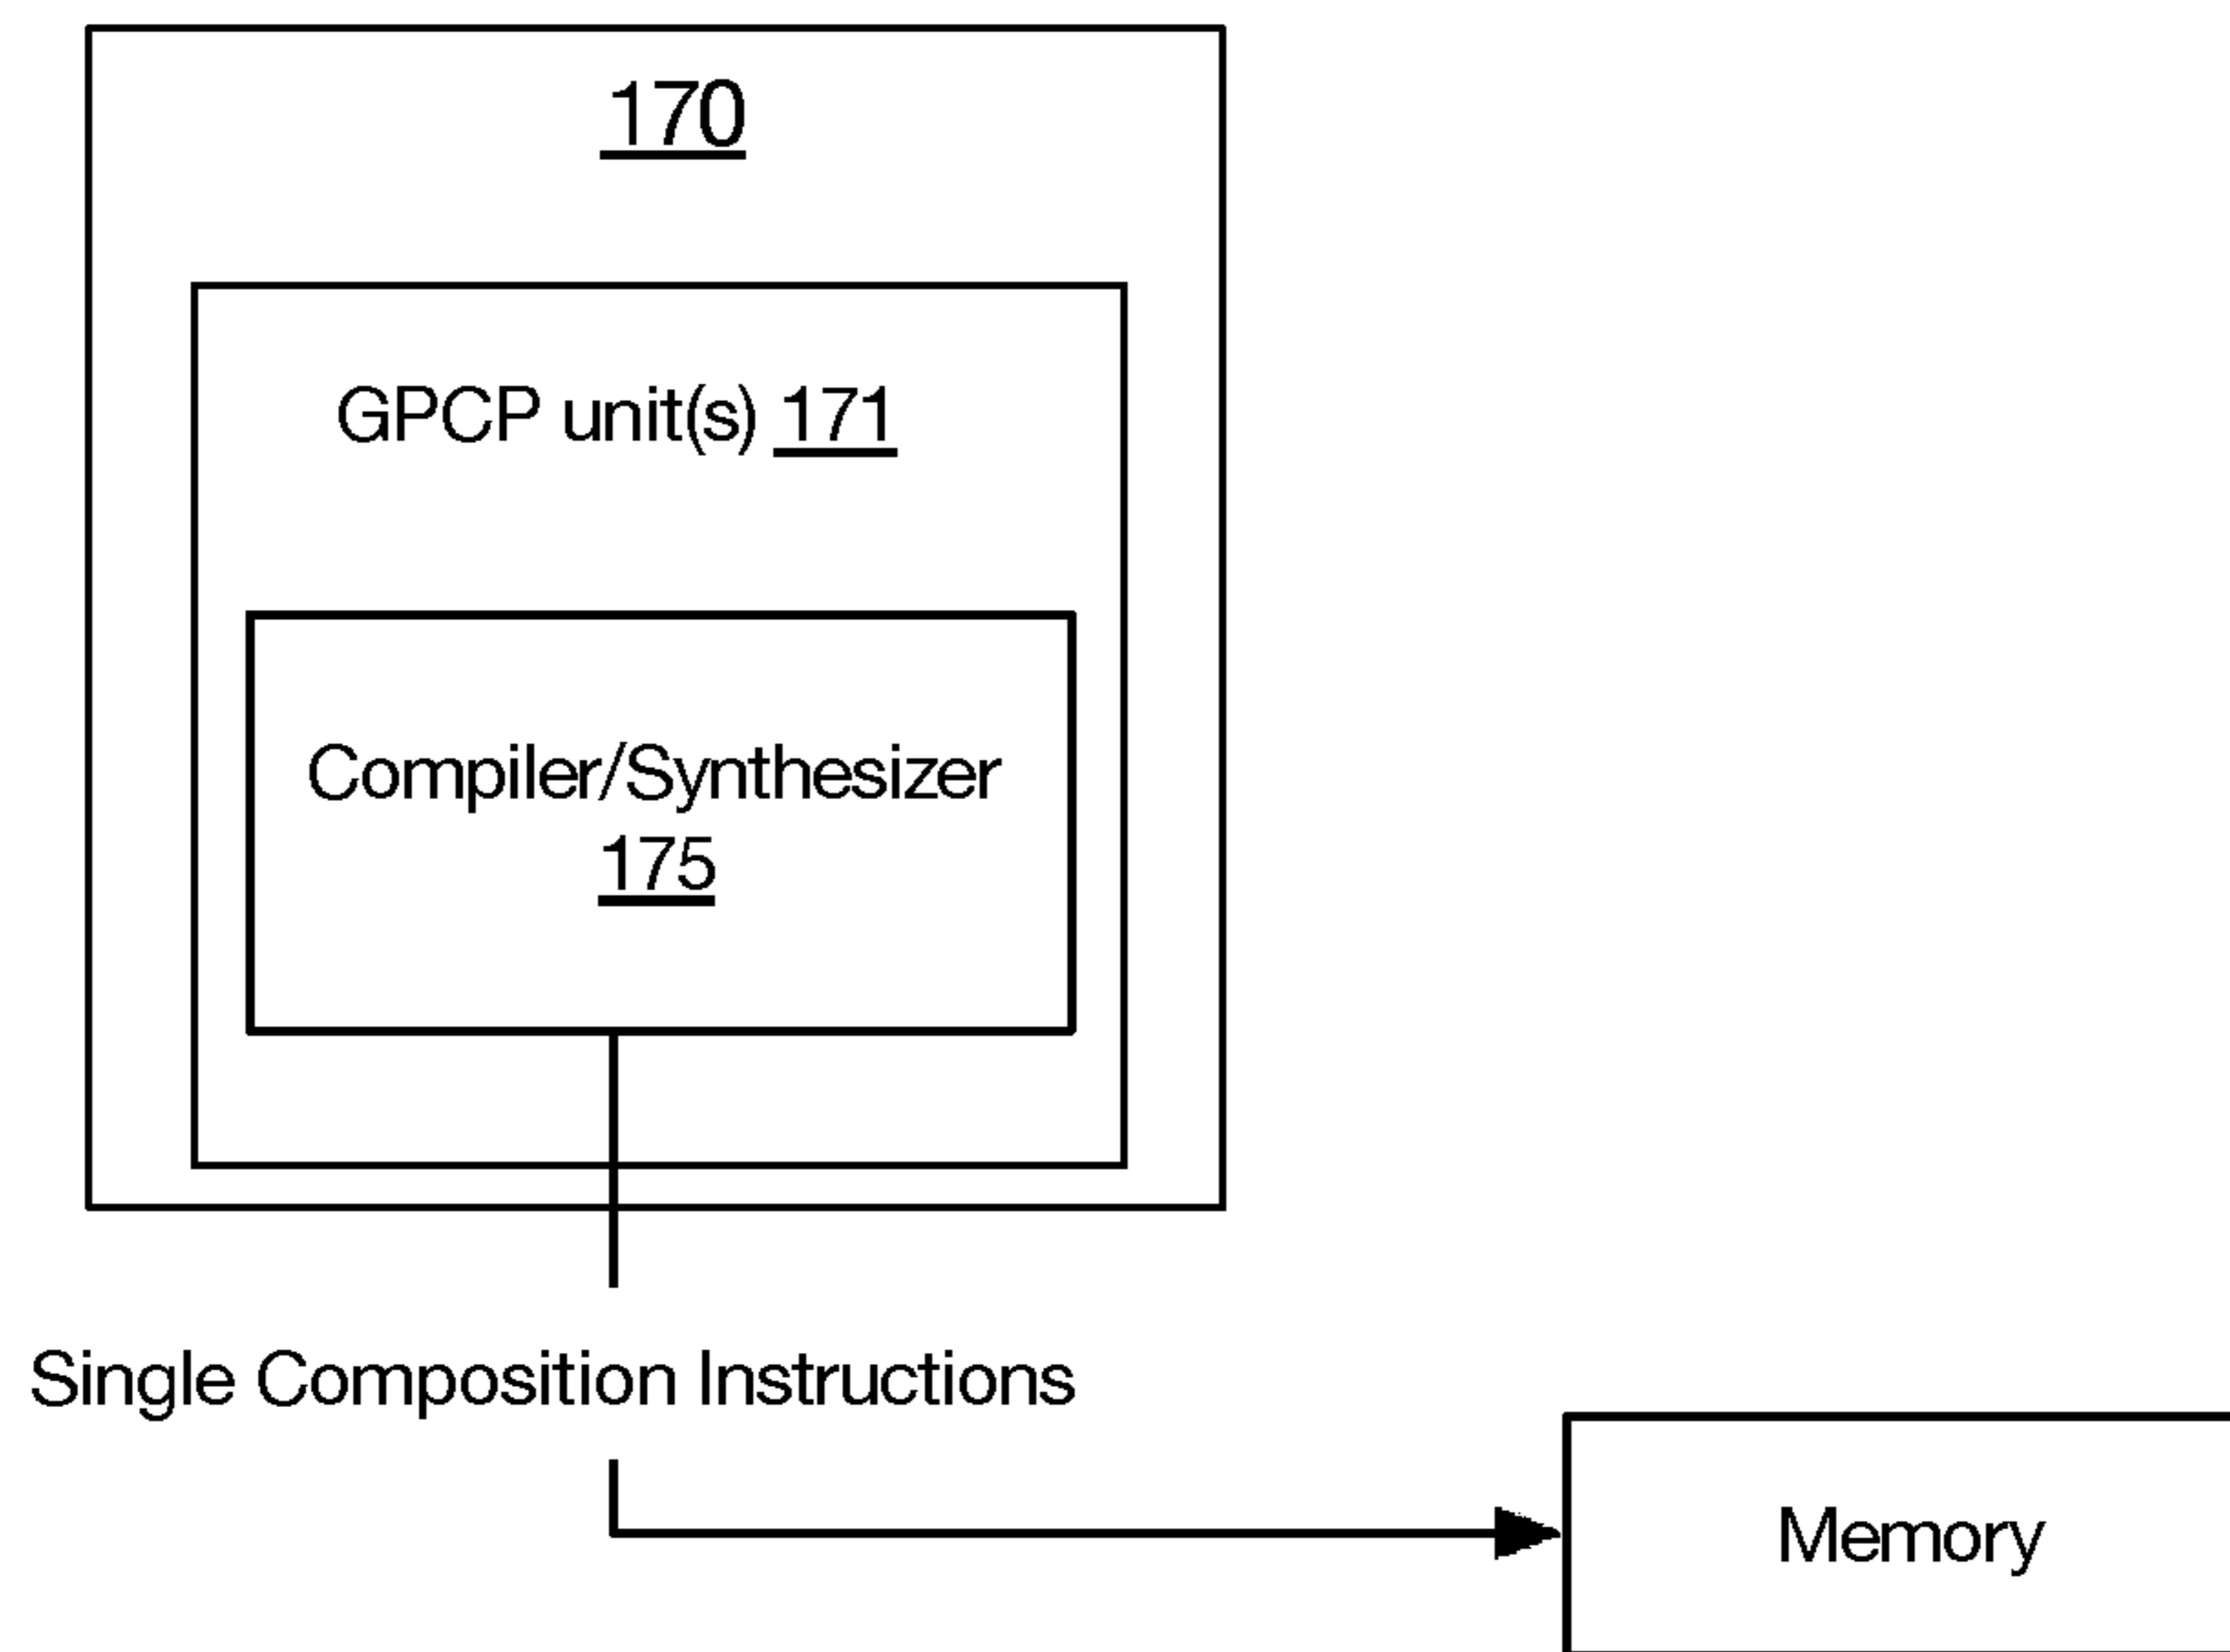 170
GPCP unit(s) 171
Compiler/Synthesizer
175
Single Composition Instructions
Memory